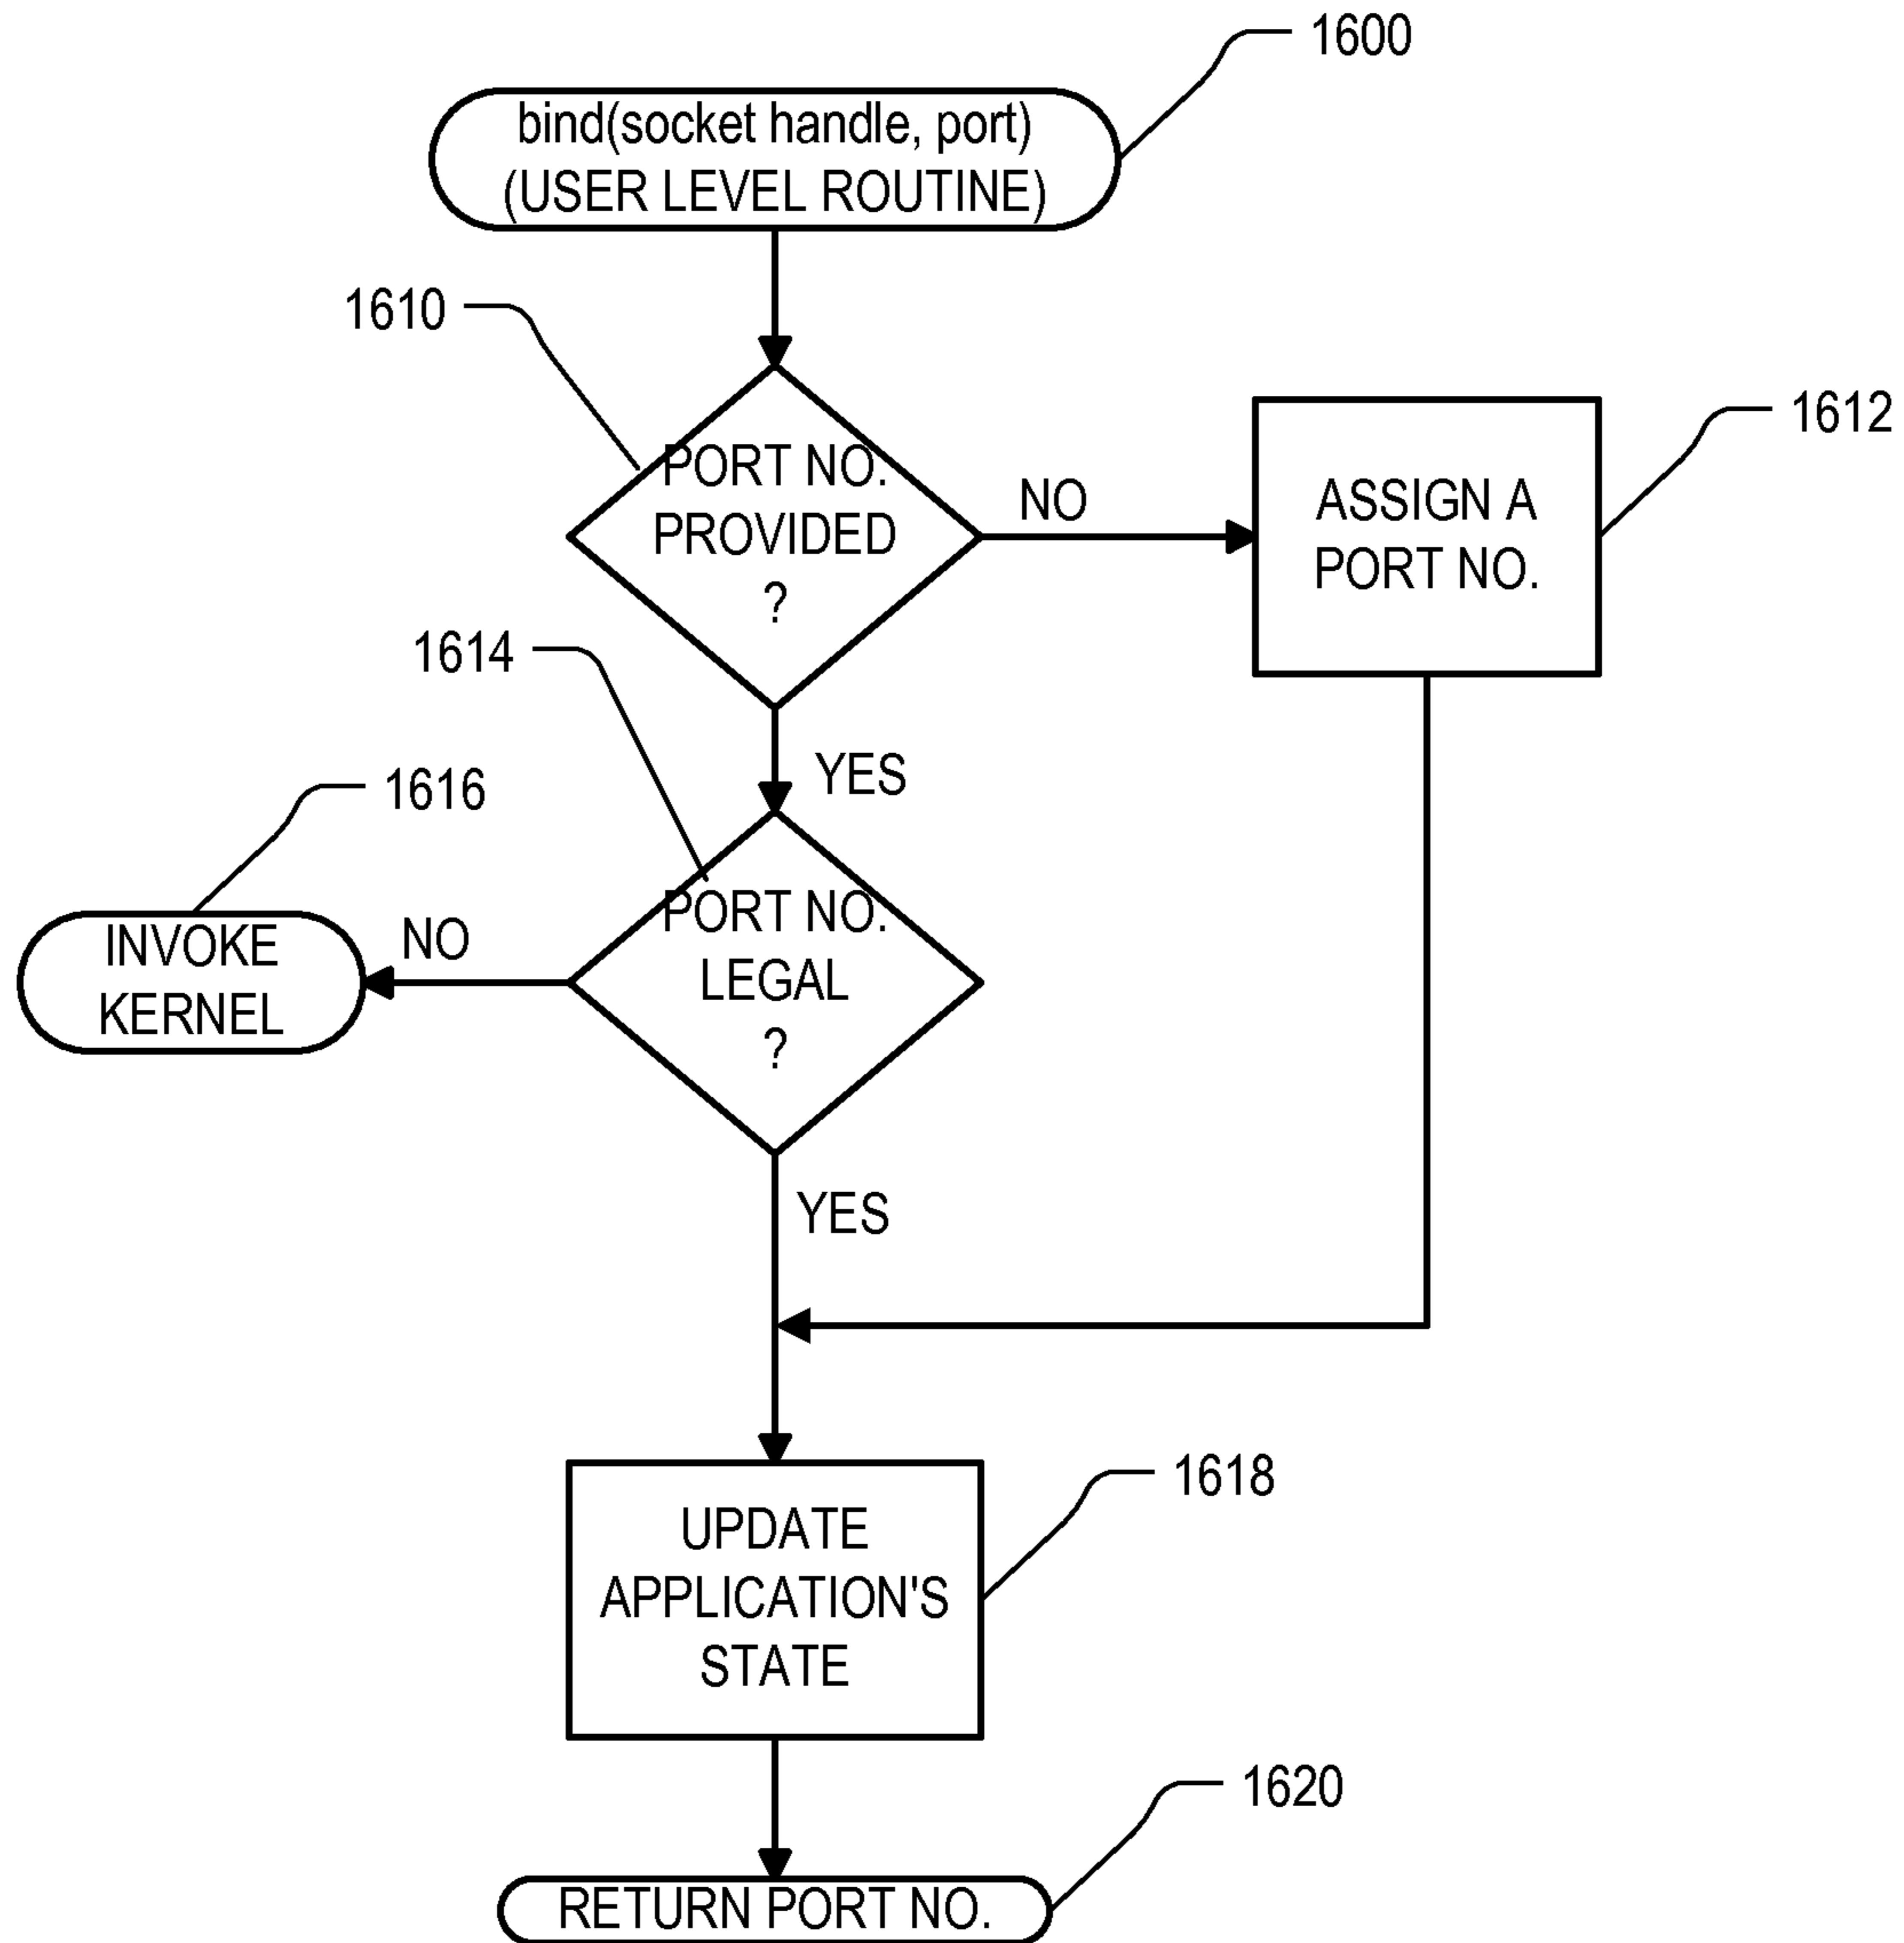 1600
bind(socket handle, port)
(USER LEVEL ROUTINE)
1610
PORT NO.
PROVIDED
?
NO
ASSIGN A
PORT NO.
1612
YES
1614
1616
PORT NO.
LEGAL
?
NO
INVOKE
KERNEL
YES
UPDATE
APPLICATION'S
STATE
1618
1620
RETURN PORT NO.